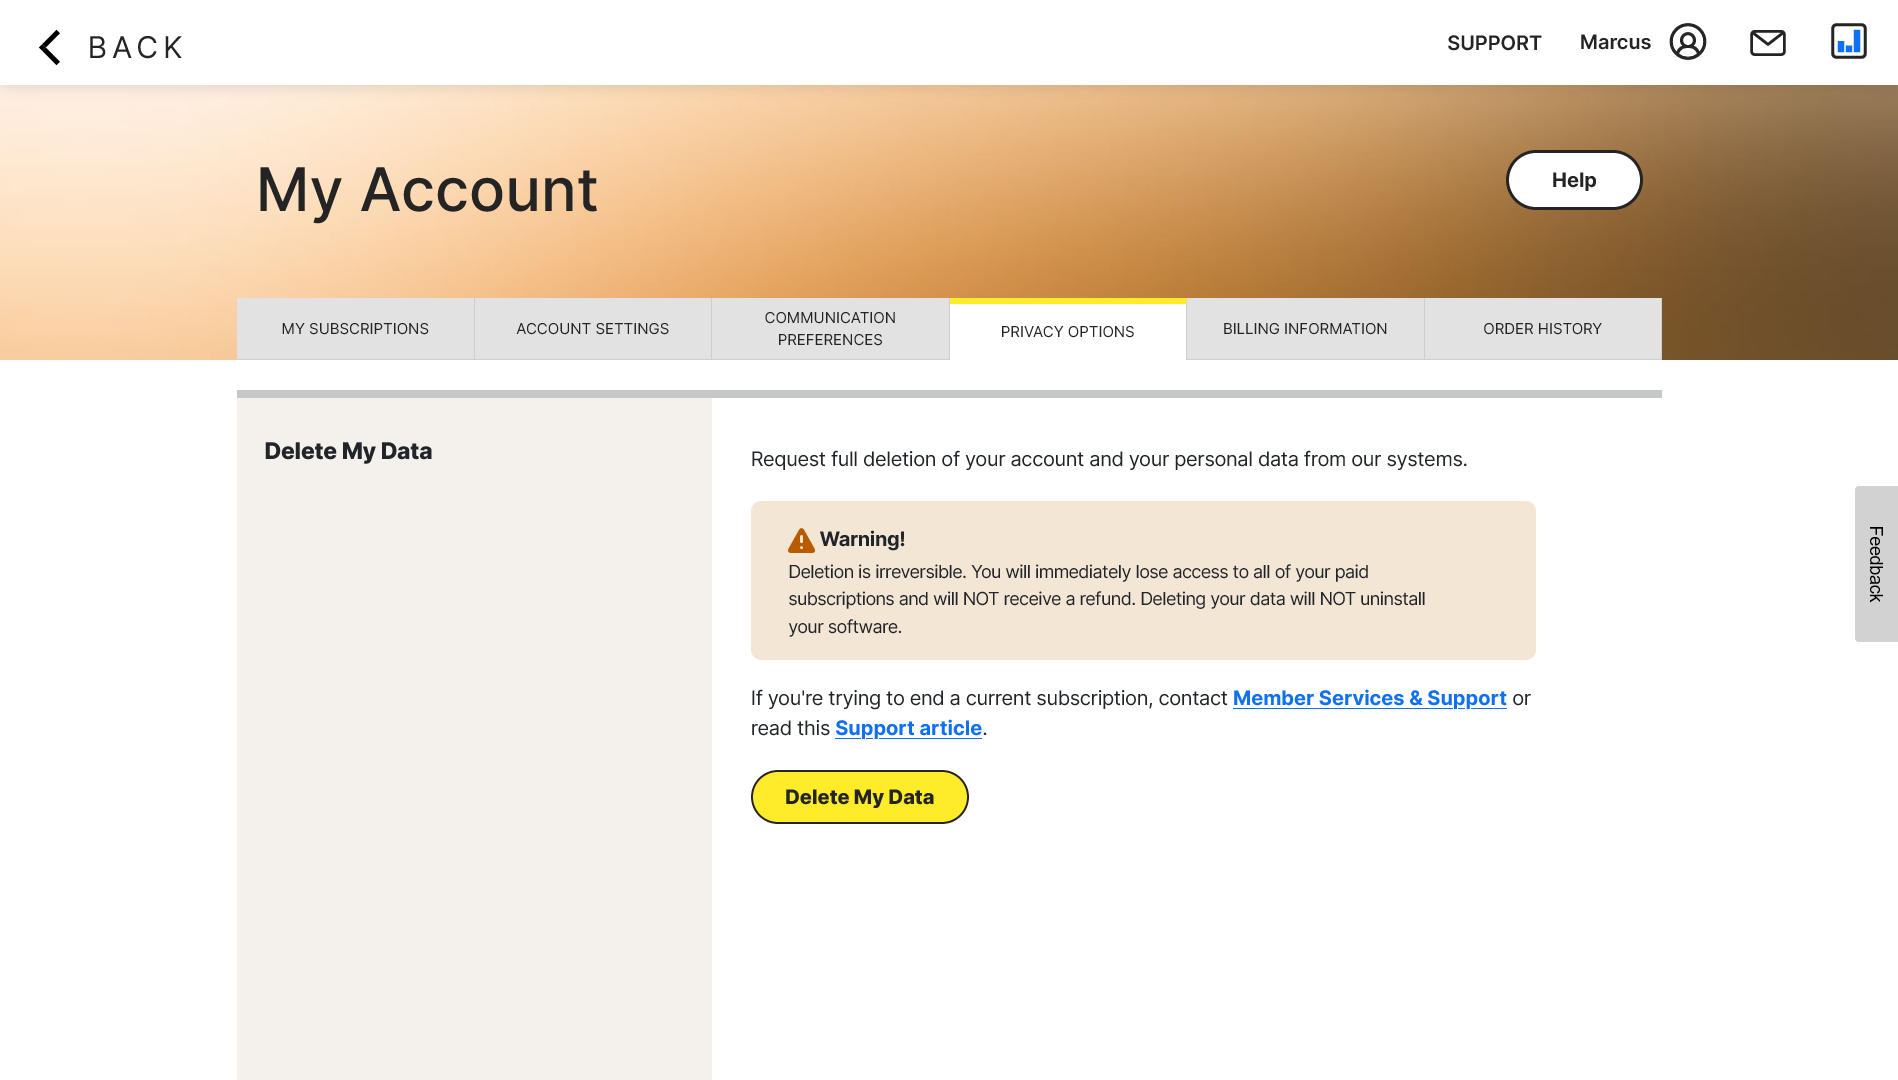 BACK
SUPPORT
Marcus
My Account
Help
MY SUBSCRIPTIONS
ACCOUNT SETTINGS
COMMUNICATION
PREFERENCES
PRIVACY OPTIONS
BILLING INFORMATION
ORDER HISTORY
Delete My Data
Request full deletion of your account and your personal data from our systems.
Warning!
Deletion is irreversible. You will immediately lose access to all of your paid
subscriptions and will NOT receive a refund. Deleting your data will NOT uninstall
your software.
If you're trying to end a current subscription, contact Member Services & Support or
read this Support article.
Delete My Data
Feedback